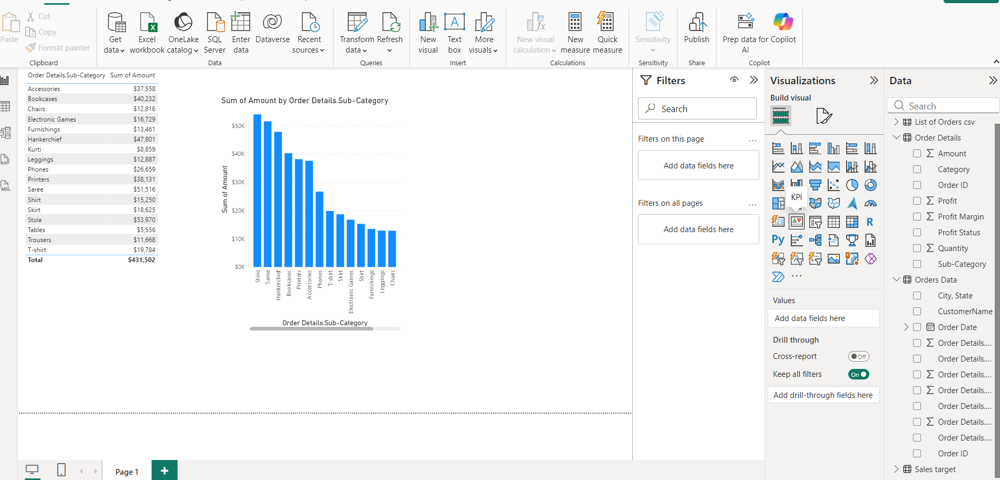 Paste
Cut
Copy
Format painter
Clipboard
Get data
Excel workbook
OneLake catalog
SQL Server
Enter data
Dataverse
Recent sources
Data
Transform data
Refresh
Queries
New visual
Text box
More visuals
Insert
New visual calculation
New measure
Quick measure
Calculations
Sensitivity
Sensitivity
Publish
Share
Prep data for AI
Copilot
Copilot
Order Details.Sub-Category Sum of Amount
Accessories $37,558
Bookcases $40,232
Chairs $12,816
Electronic Games $16,729
Furnishings $13,461
Hankerchief $47,801
Kurti $8,859
Leggings $12,887
Phones $26,659
Printers $38,131
Saree $51,516
Shirt $15,250
Skirt $18,625
Stole $53,970
Tables $5,556
Trousers $11,668
T-shirt $19,784
Total $431,502
Sum of Amount by Order Details.Sub-Category
Sum of Amount
$50K
$40K
$30K
$20K
$10K
$0K
Stole
Saree
Hankerchief
Bookcases
Printers
Accessories
Phones
T-shirt
Skirt
Electronic Games
Shirt
Furnishings
Leggings
Chairs
Order Details.Sub-Category
Filters
Search
Filters on this page
Add data fields here
Filters on all pages
Add data fields here
Visualizations
Build visual
KPI
123
R
Py
Values
Add data fields here
Drill through
Cross-report Off
Keep all filters On
Add drill-through fields here
Data
Search
List of Orders csv
Order Details
Amount
Category
Order ID
Profit
Profit Margin
Profit Status
Quantity
Sub-Category
Orders Data
City, State
CustomerName
Order Date
Order Details....
Order Details....
Order Details....
Order Details....
Order Details....
Order Details....
Order Details....
Order ID
Sales target
Page 1